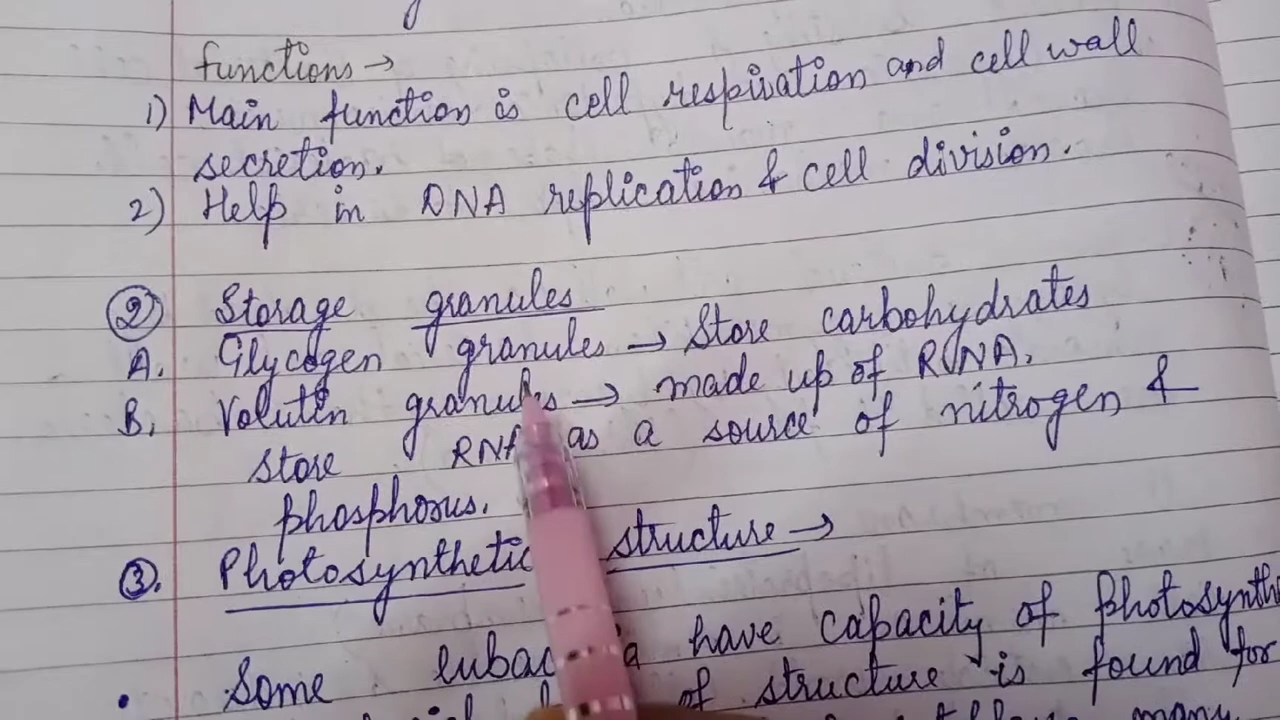 functions →
1) Main function is cell respiration and cell wall
secretion.
2) Help in DNA replication & cell division.
② Storage granules
A. Glycogen granules → Store carbohydrates
B. Volutin granules → made up of RNA.
Store RNA as a source of nitrogen &
phosphorus.
③. Photosynthetic structure →
• Some have capacity of
of structure is found for
many